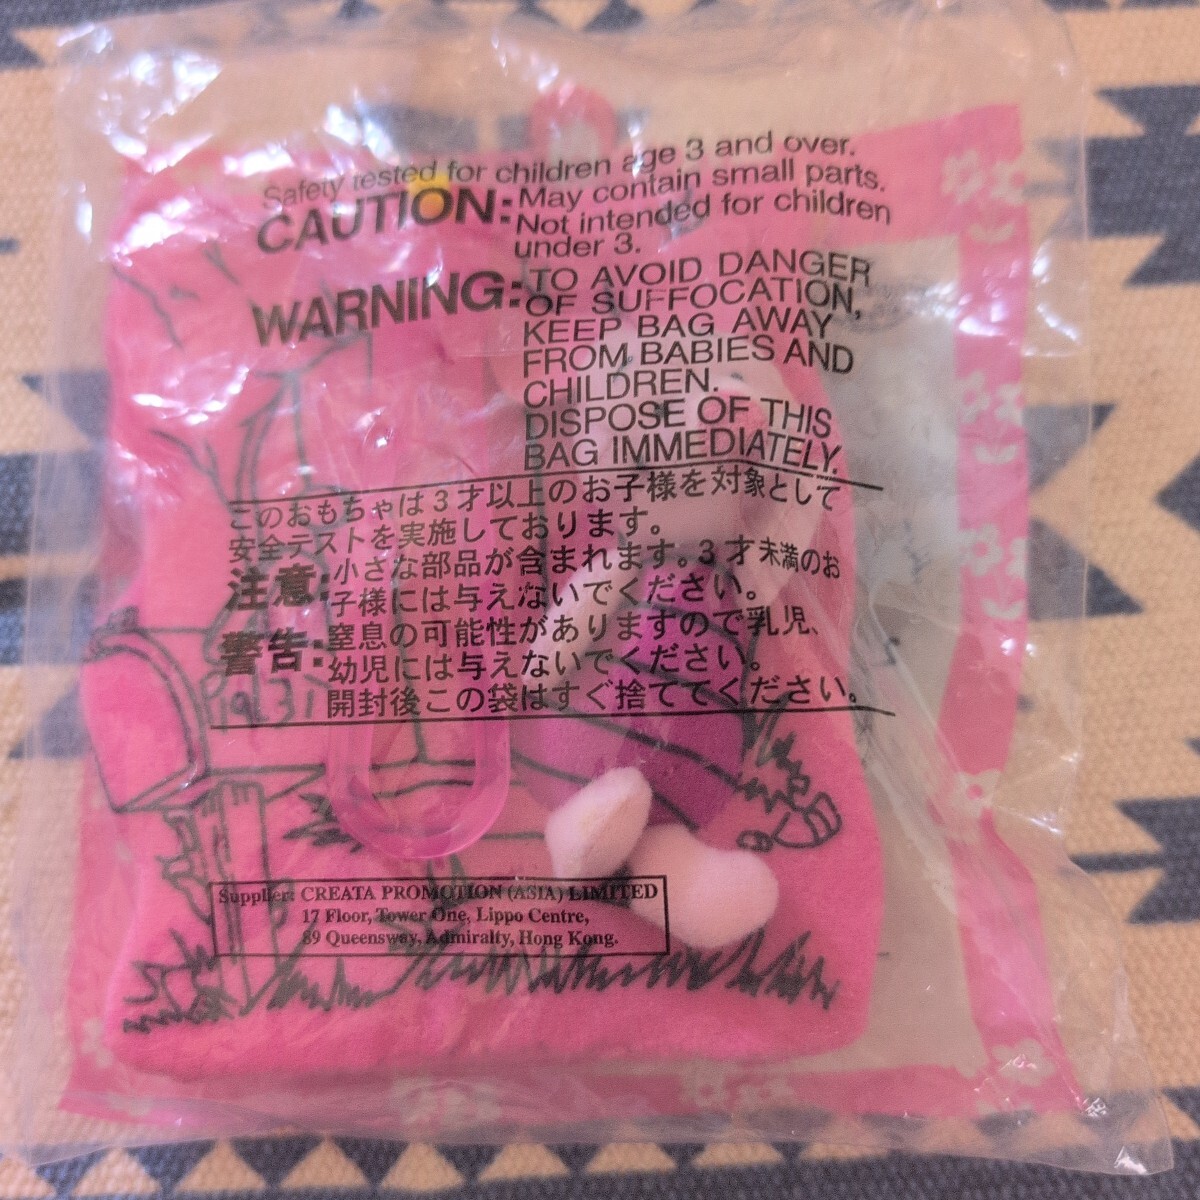 Safety tested for children age 3 and over.
CAUTION: May contain small parts.
Not intended for children
under 3.
WARNING: TO AVOID DANGER
OF SUFFOCATION,
KEEP BAG AWAY
FROM BABIES AND
CHILDREN.
DISPOSE OF THIS
BAG IMMEDIATELY.
このおもちゃは3才以上のお子様を対象として
安全テストを実施しております。
注意: 小さな部品が含まれます。3才未満のお
子様には与えないでください。
警告: 窒息の可能性がありますので乳児、
幼児には与えないでください。
開封後この袋はすぐ捨ててください。
1931
Supplier: CREATA PROMOTION (ASIA) LIMITED
17 Floor, Tower One, Lippo Centre,
89 Queensway, Admiralty, Hong Kong.